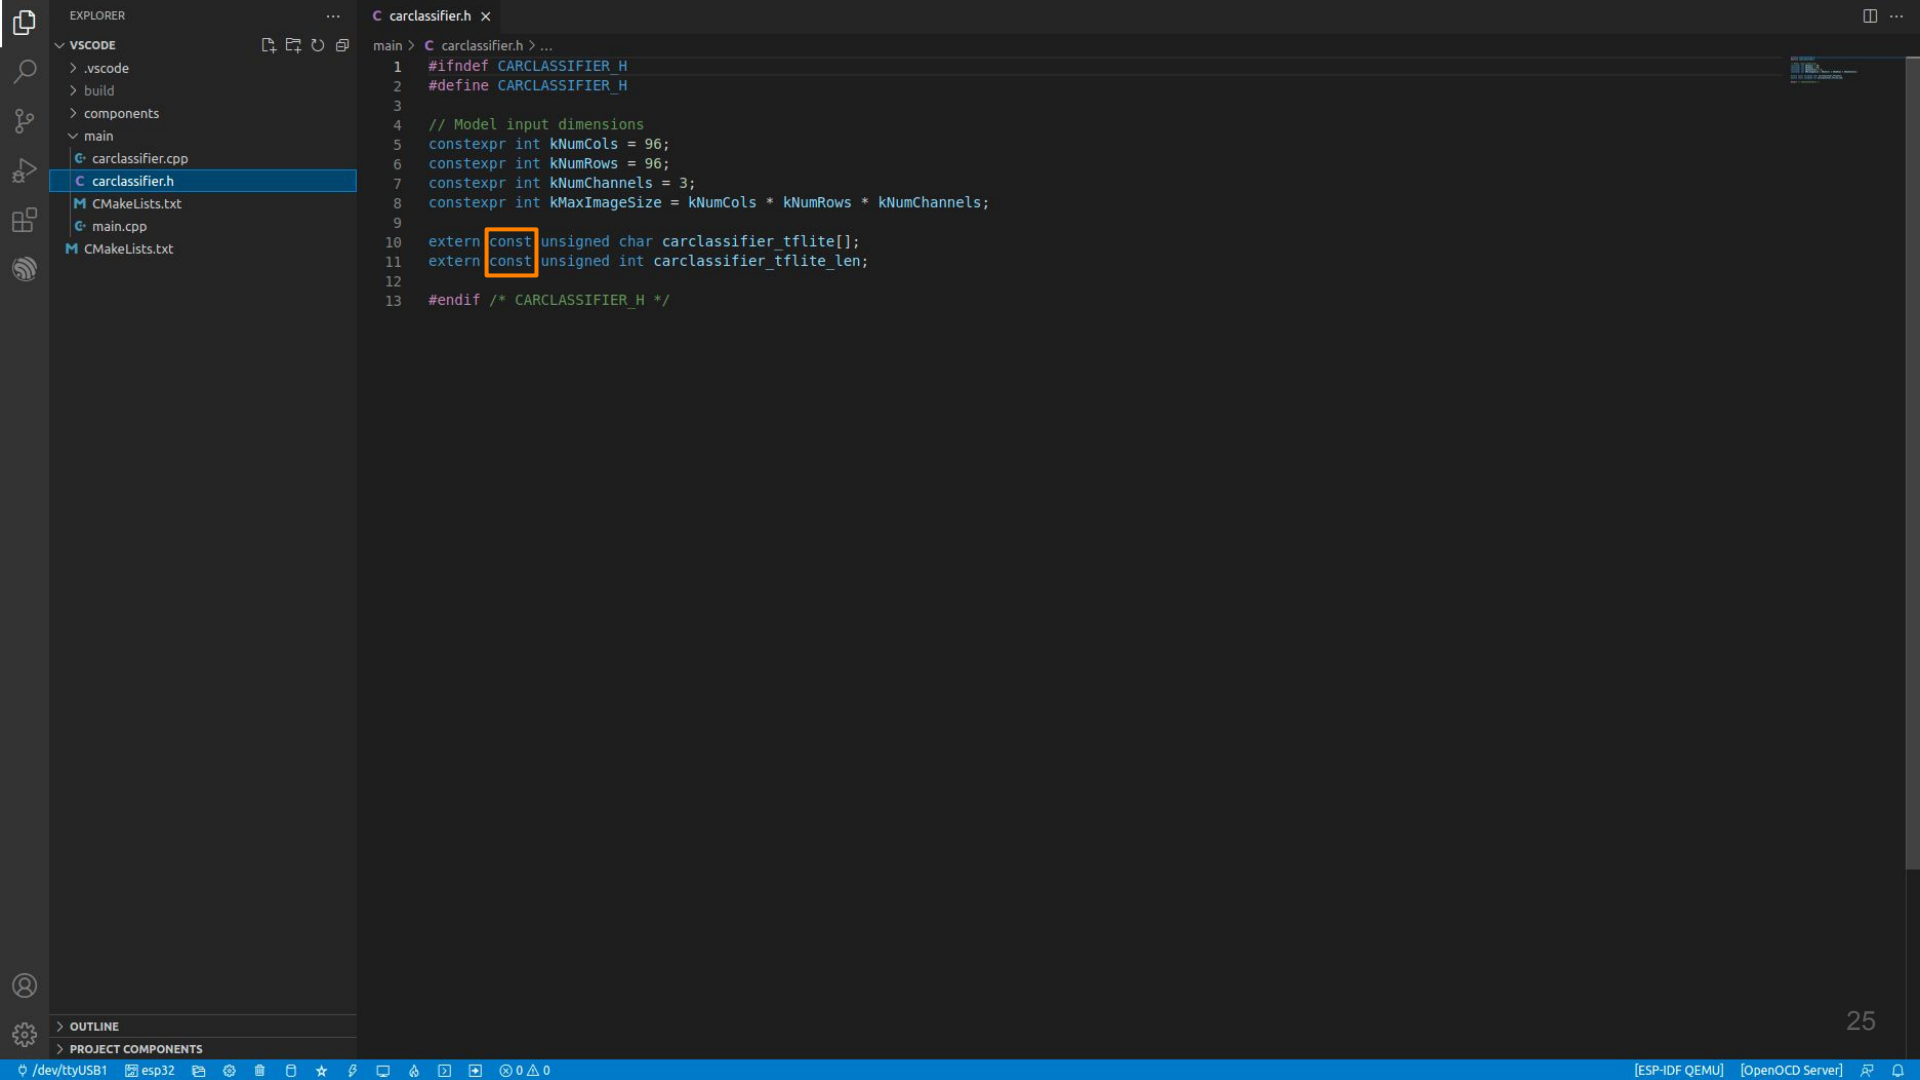 EXPLORER
VSCODE
.vscode
build
components
main
carclassifier.cpp
carclassifier.h
CMakeLists.txt
main.cpp
CMakeLists.txt
OUTLINE
PROJECT COMPONENTS
carclassifier.h
main > C carclassifier.h > ...
1 #ifndef CARCLASSIFIER_H
2 #define CARCLASSIFIER_H
3
4 // Model input dimensions
5 constexpr int kNumCols = 96;
6 constexpr int kNumRows = 96;
7 constexpr int kNumChannels = 3;
8 constexpr int kMaxImageSize = kNumCols * kNumRows * kNumChannels;
9
10 extern const unsigned char carclassifier_tflite[];
11 extern const unsigned int carclassifier_tflite_len;
12
13 #endif /* CARCLASSIFIER_H */
25
/dev/ttyUSB1 esp32 0 0 [ESP-IDF QEMU] [OpenOCD Server]